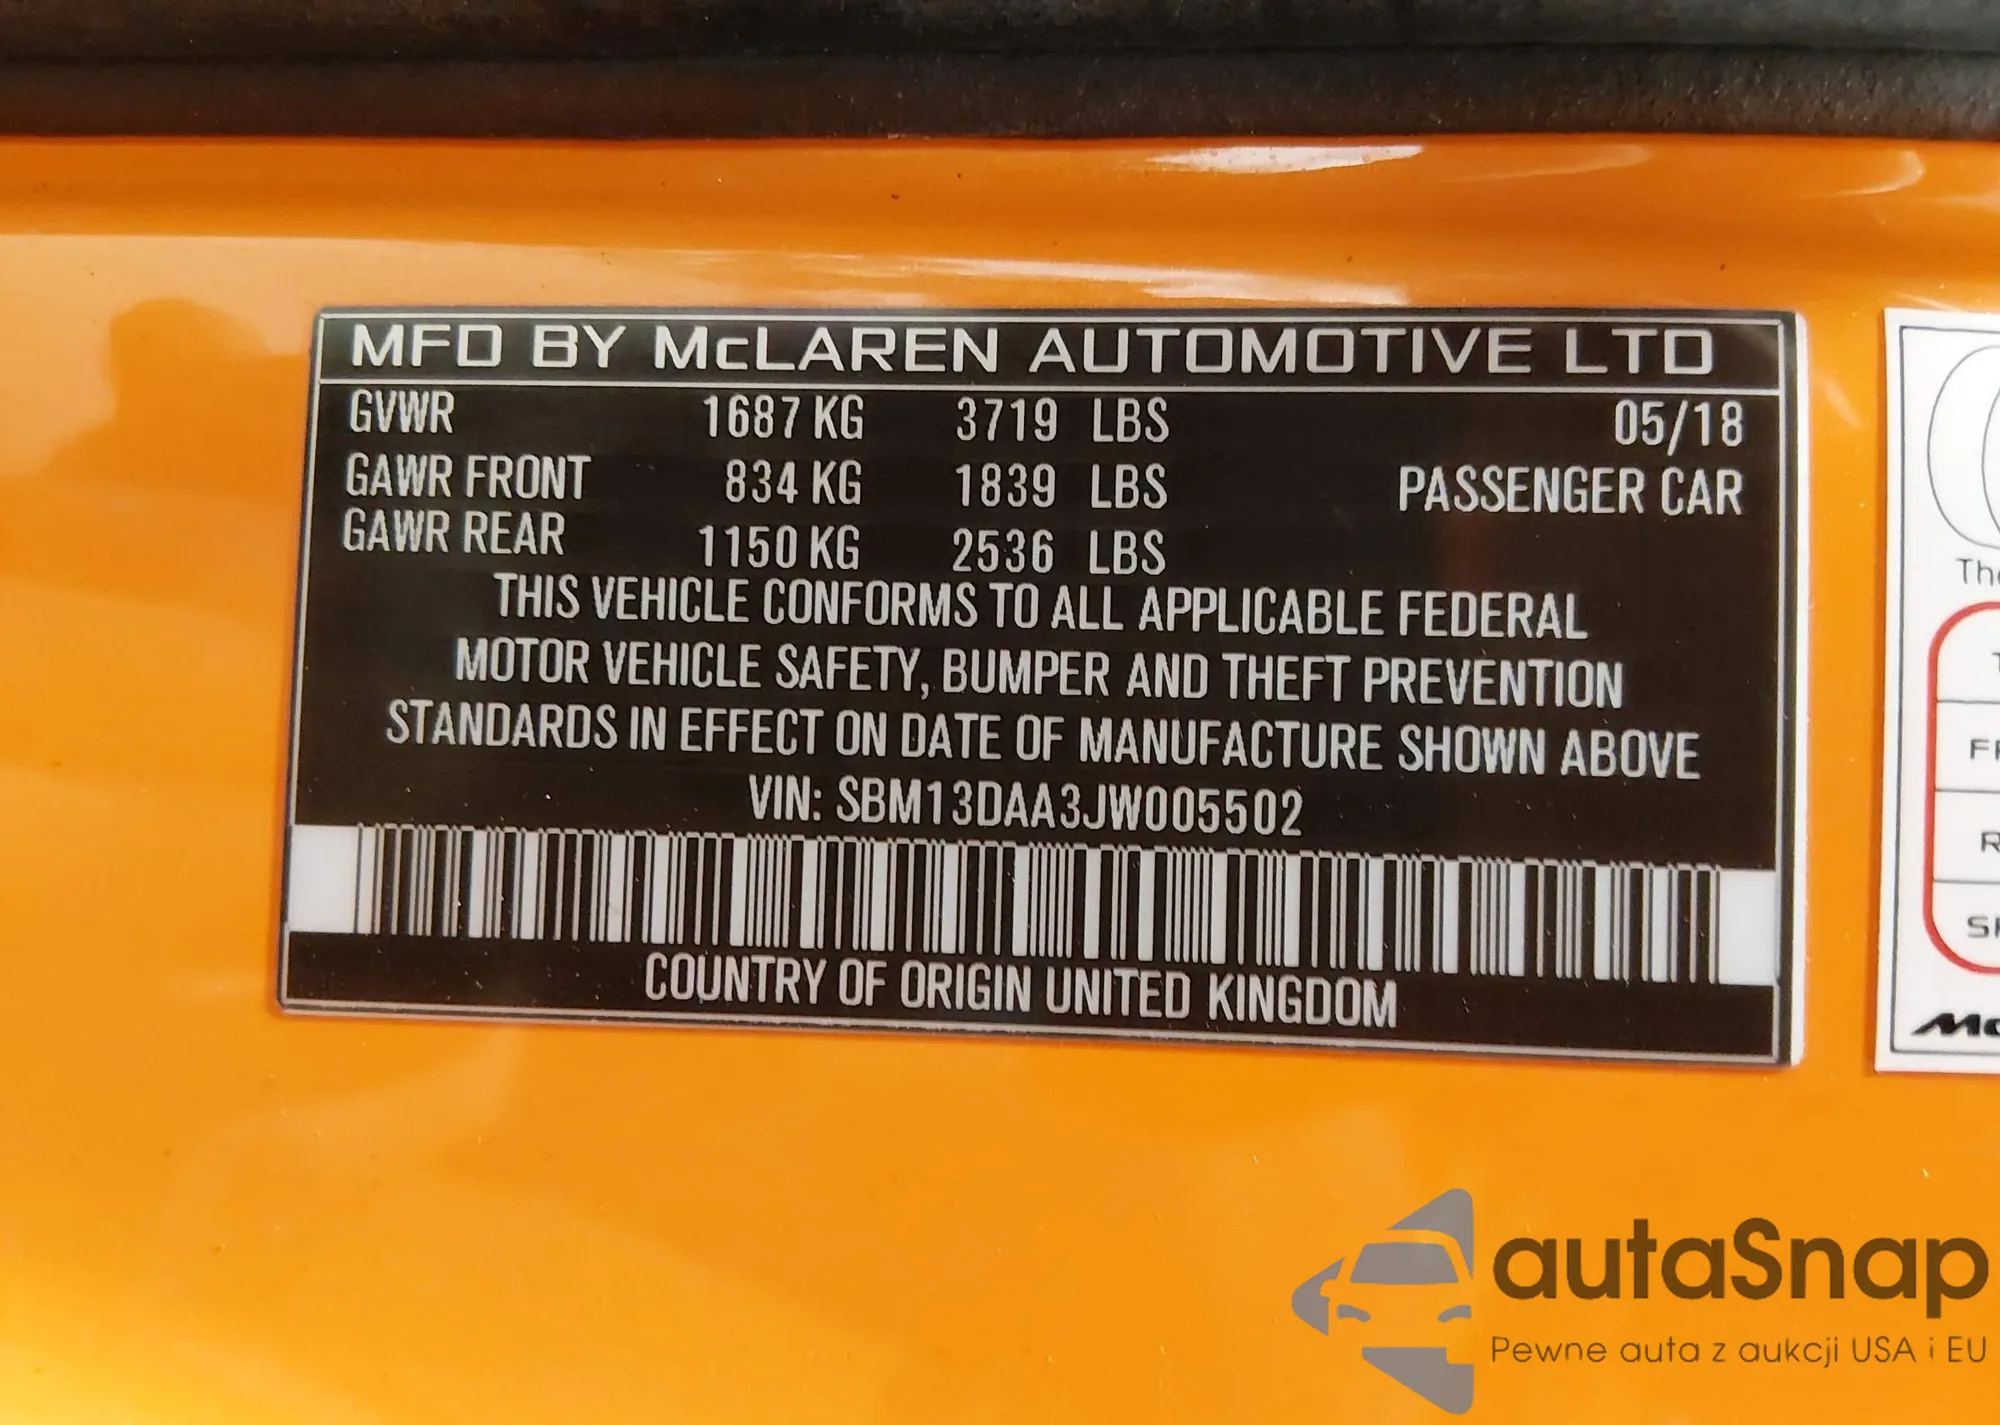 MFD BY McLAREN AUTOMOTIVE LTD
GVWR 1687 KG 3719 LBS 05/18
GAWR FRONT 834 KG 1839 LBS PASSENGER CAR
GAWR REAR 1150 KG 2536 LBS
THIS VEHICLE CONFORMS TO ALL APPLICABLE FEDERAL
MOTOR VEHICLE SAFETY, BUMPER AND THEFT PREVENTION
STANDARDS IN EFFECT ON DATE OF MANUFACTURE SHOWN ABOVE
VIN: SBM13DAA3JW005502
COUNTRY OF ORIGIN UNITED KINGDOM
autaSnap
Pewne auta z aukcji USA i EU